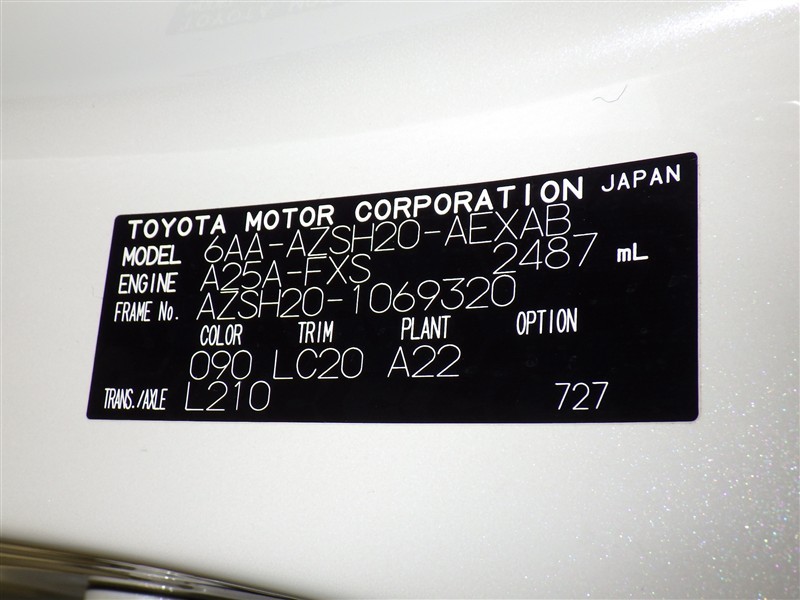 TOYOTA MOTOR CORPORATION JAPAN
MODEL 6AA-AZSH20-AEXAB
ENGINE A25A-FXS 2487 mL
FRAME No. AZSH20-1069320
COLOR TRIM PLANT OPTION
090 LC20 A22
TRANS./AXLE L210 727